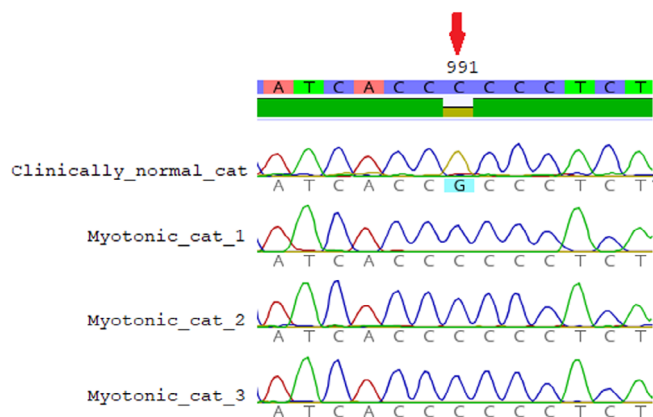 991
A T C A C C C C C C T C T
Clinically_normal_cat
A T C A C C G C C C T C T
Myotonic_cat_1
A T C A C C C C C C T C T
Myotonic_cat_2
A T C A C C C C C C T C T
Myotonic_cat_3
A T C A C C C C C C T C T